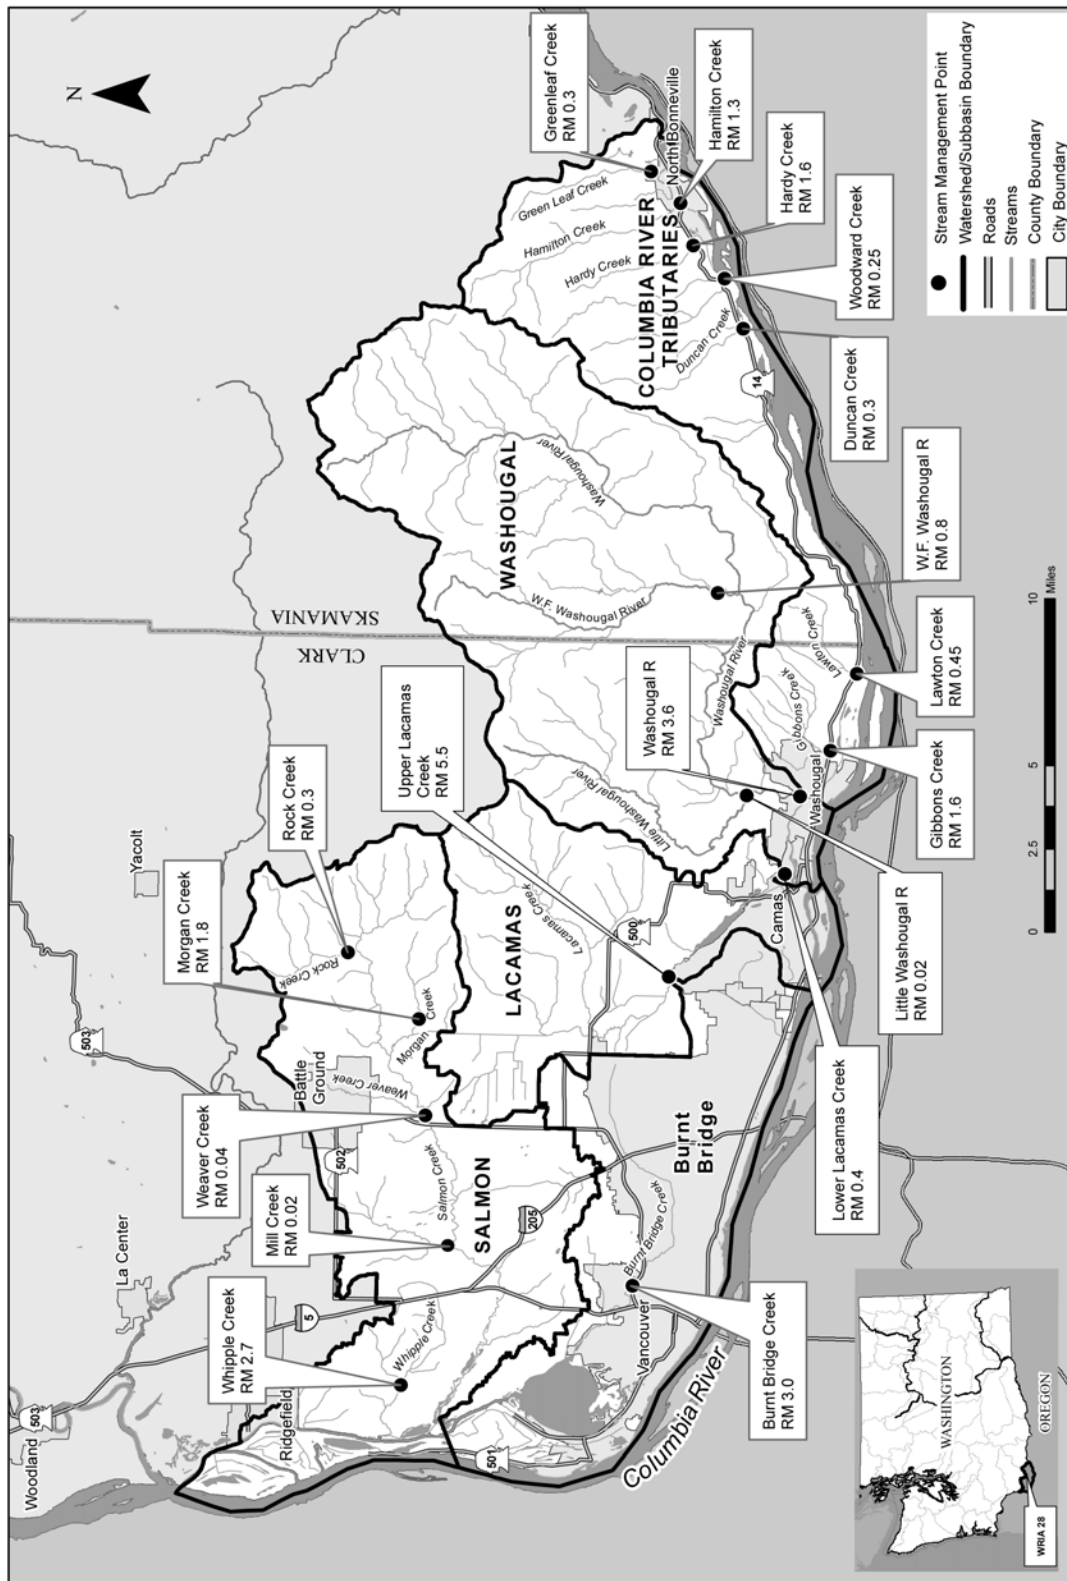 N
Woodland
503
La Center
Yacolt
503
5
Ridgefield
Whipple Creek
RM 2.7
Mill Creek
RM 0.02
Weaver Creek
RM 0.04
Morgan Creek
RM 1.8
Rock Creek
RM 0.3
Upper Lacamas
Creek
RM 5.5
CLARK
SKAMANIA
Washougal R
RM 3.6
Greenleaf Creek
RM 0.3
Hamilton Creek
RM 1.3
Hardy Creek
RM 1.6
Woodward Creek
RM 0.25
Duncan Creek
RM 0.3
W.F. Washougal R
RM 0.8
Lawton Creek
RM 0.45
Gibbons Creek
RM 1.6
Little Washougal R
RM 0.02
Lower Lacamas Creek
RM 0.4
Burnt Bridge Creek
RM 3.0
502
Battle
Ground
Rock Creek
Morgan
Creek
Weaver Creek
Salmon Creek
Whipple Creek
SALMON
205
501
LACAMAS
Lacamas Creek
500
WASHOUGAL
Washougal River
W.F. Washougal River
Washougal River
Little Washougal River
COLUMBIA RIVER
TRIBUTARIES
Green Leaf Creek
Hamilton Creek
Hardy Creek
Duncan Creek
North Bonneville
14
Lawton Creek
Gibbons Creek
Washougal
Camas
Burnt
Bridge
Burnt Bridge Creek
Vancouver
Columbia River
0
2.5
5
10
Miles
Stream Management Point
Watershed/Subbasin Boundary
Roads
Streams
County Boundary
City Boundary
WASHINGTON
OREGON
WRIA 28